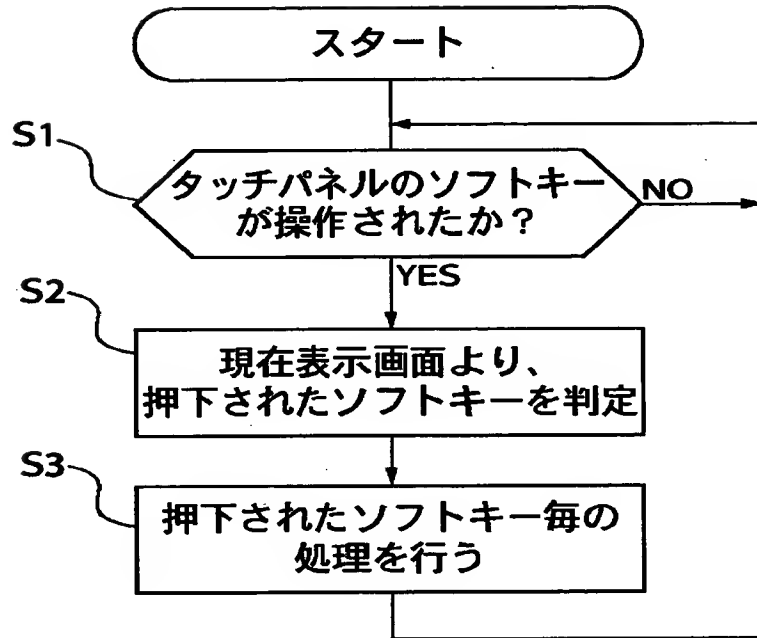 スタート
S1
タッチパネルのソフトキー
が操作されたか？
NO
YES
S2
現在表示画面より、
押下されたソフトキーを判定
S3
押下されたソフトキー毎の
処理を行う